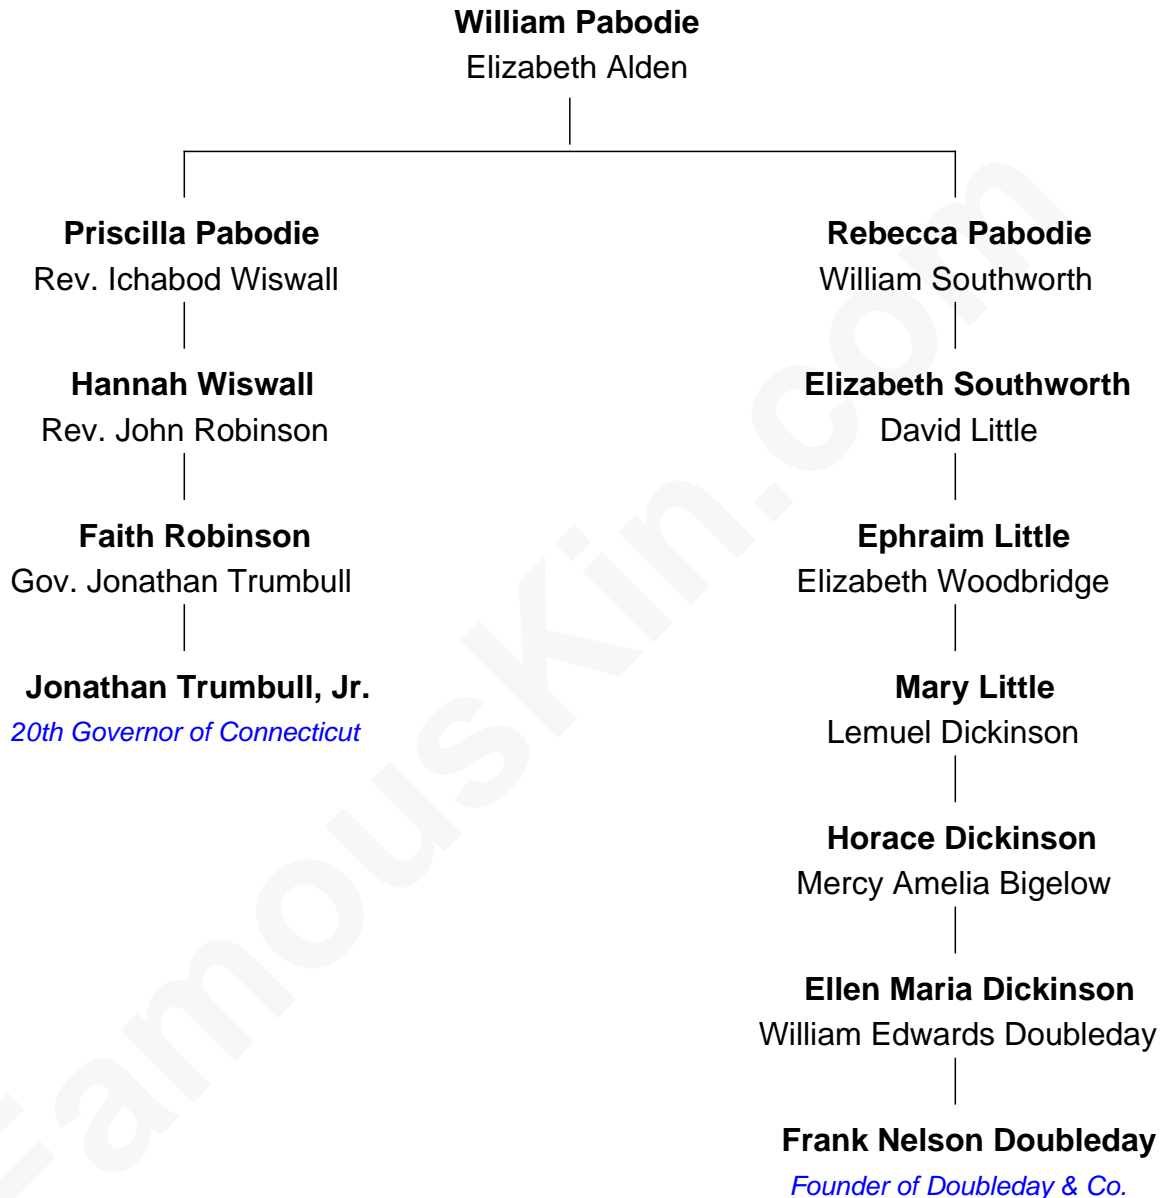 William Pabodie
Elizabeth Alden
Priscilla Pabodie
Rev. Ichabod Wiswall
Hannah Wiswall
Rev. John Robinson
Faith Robinson
Gov. Jonathan Trumbull
Jonathan Trumbull, Jr.
20th Governor of Connecticut
Rebecca Pabodie
William Southworth
Elizabeth Southworth
David Little
Ephraim Little
Elizabeth Woodbridge
Mary Little
Lemuel Dickinson
Horace Dickinson
Mercy Amelia Bigelow
Ellen Maria Dickinson
William Edwards Doubleday
Frank Nelson Doubleday
Founder of Doubleday & Co.
FamousKin.com